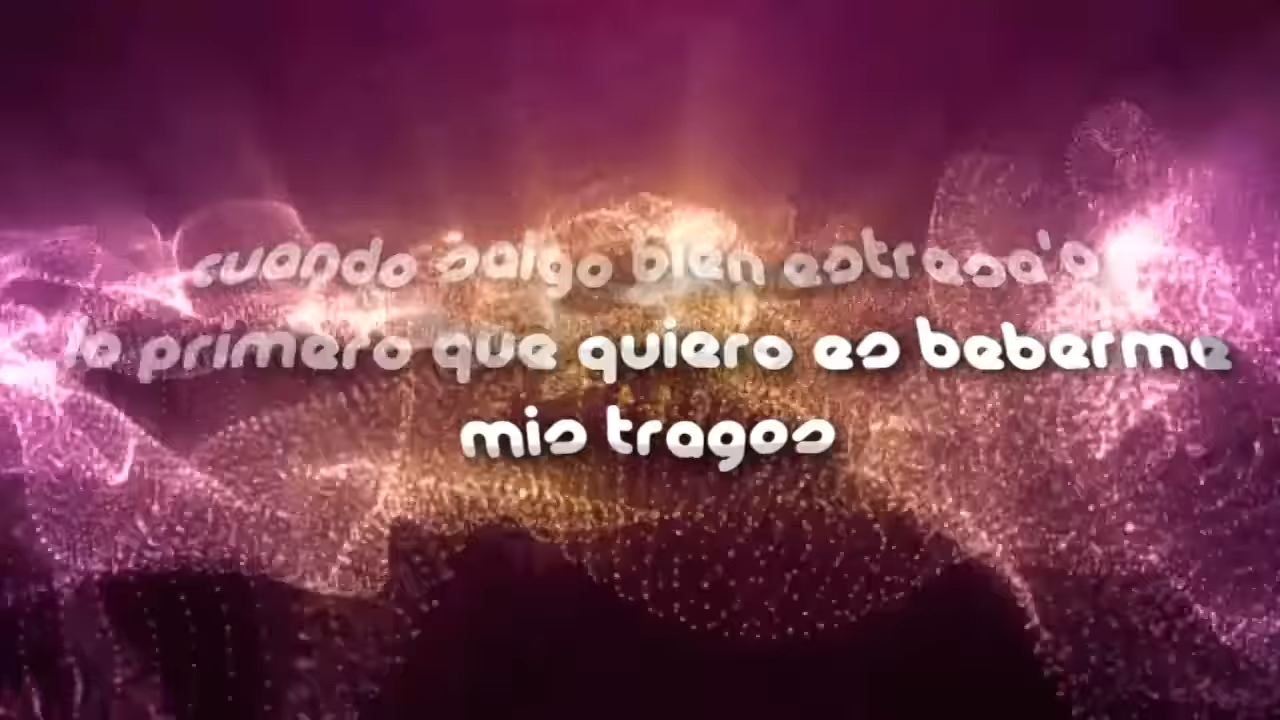 cuando salgo bien estresa'o
lo primero que quiero es beberme
mis tragos